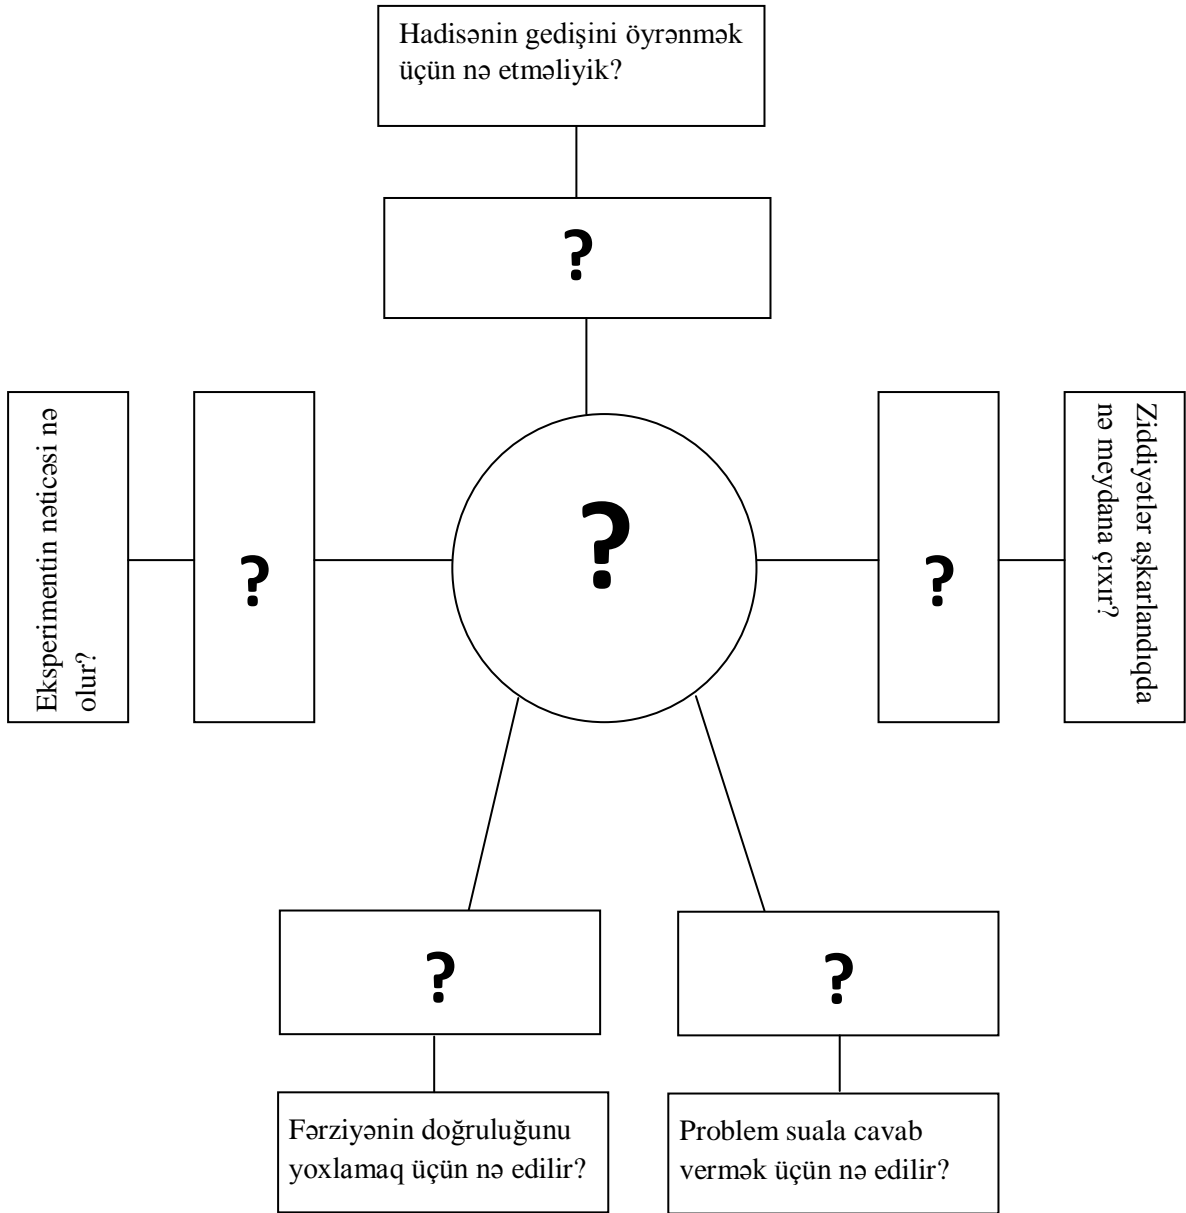 Hadisənin gedişini öyrənmək
üçün nə etməliyik?
?
Eksperimentin nəticəsi nə
olur?
?
?
?
Ziddiyətlər aşkarlandıqda
nə meydana çıxır?
?
?
Fərziyənin doğruluğunu
yoxlamaq üçün nə edilir?
Problem suala cavab
vermək üçün nə edilir?